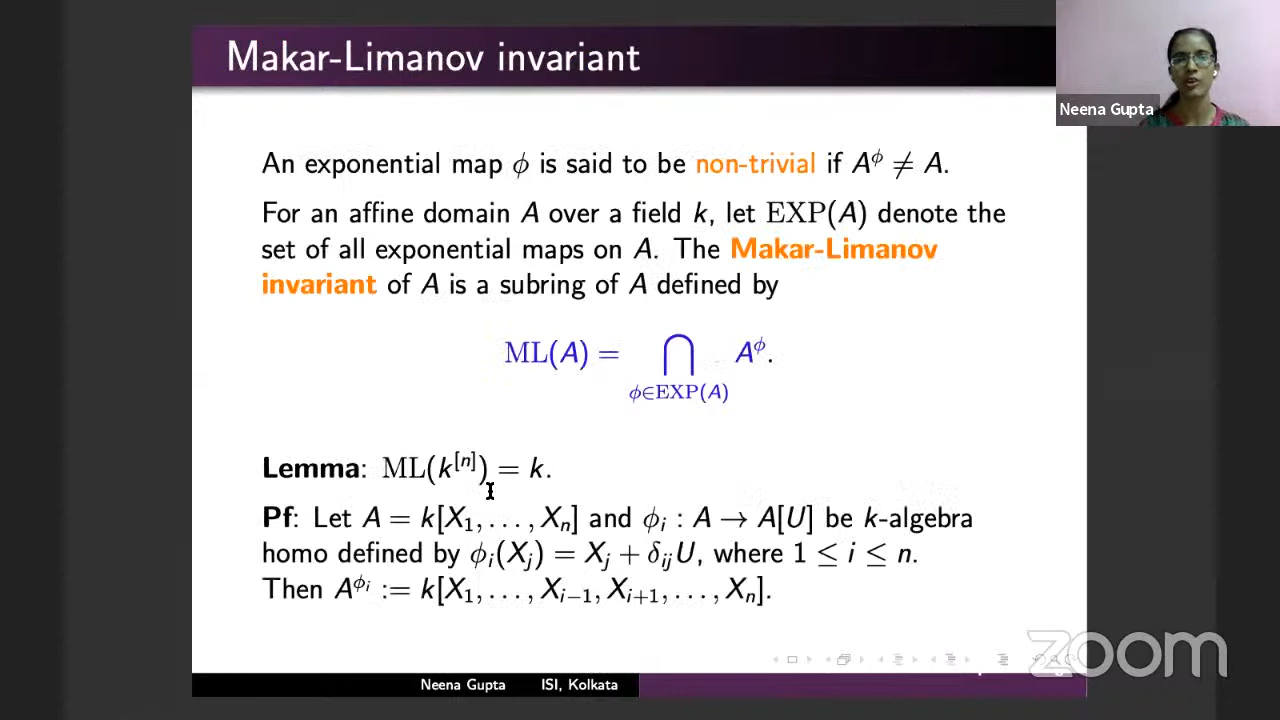 Makar-Limanov invariant
Neena Gupta
An exponential map ϕ is said to be non-trivial if A^ϕ ≠ A.
For an affine domain A over a field k, let EXP(A) denote the
set of all exponential maps on A. The Makar-Limanov
invariant of A is a subring of A defined by
ML(A) = ⋂_{ϕ∈EXP(A)} A^ϕ.
Lemma: ML(k^{[n]}) = k.
Pf: Let A = k[X_1, . . . , X_n] and ϕ_i : A → A[U] be k-algebra
homo defined by ϕ_i(X_j) = X_j + δ_{ij}U, where 1 ≤ i ≤ n.
Then A^{ϕ_i} := k[X_1, . . . , X_{i−1}, X_{i+1}, . . . , X_n].
zoom
Neena Gupta ISI, Kolkata